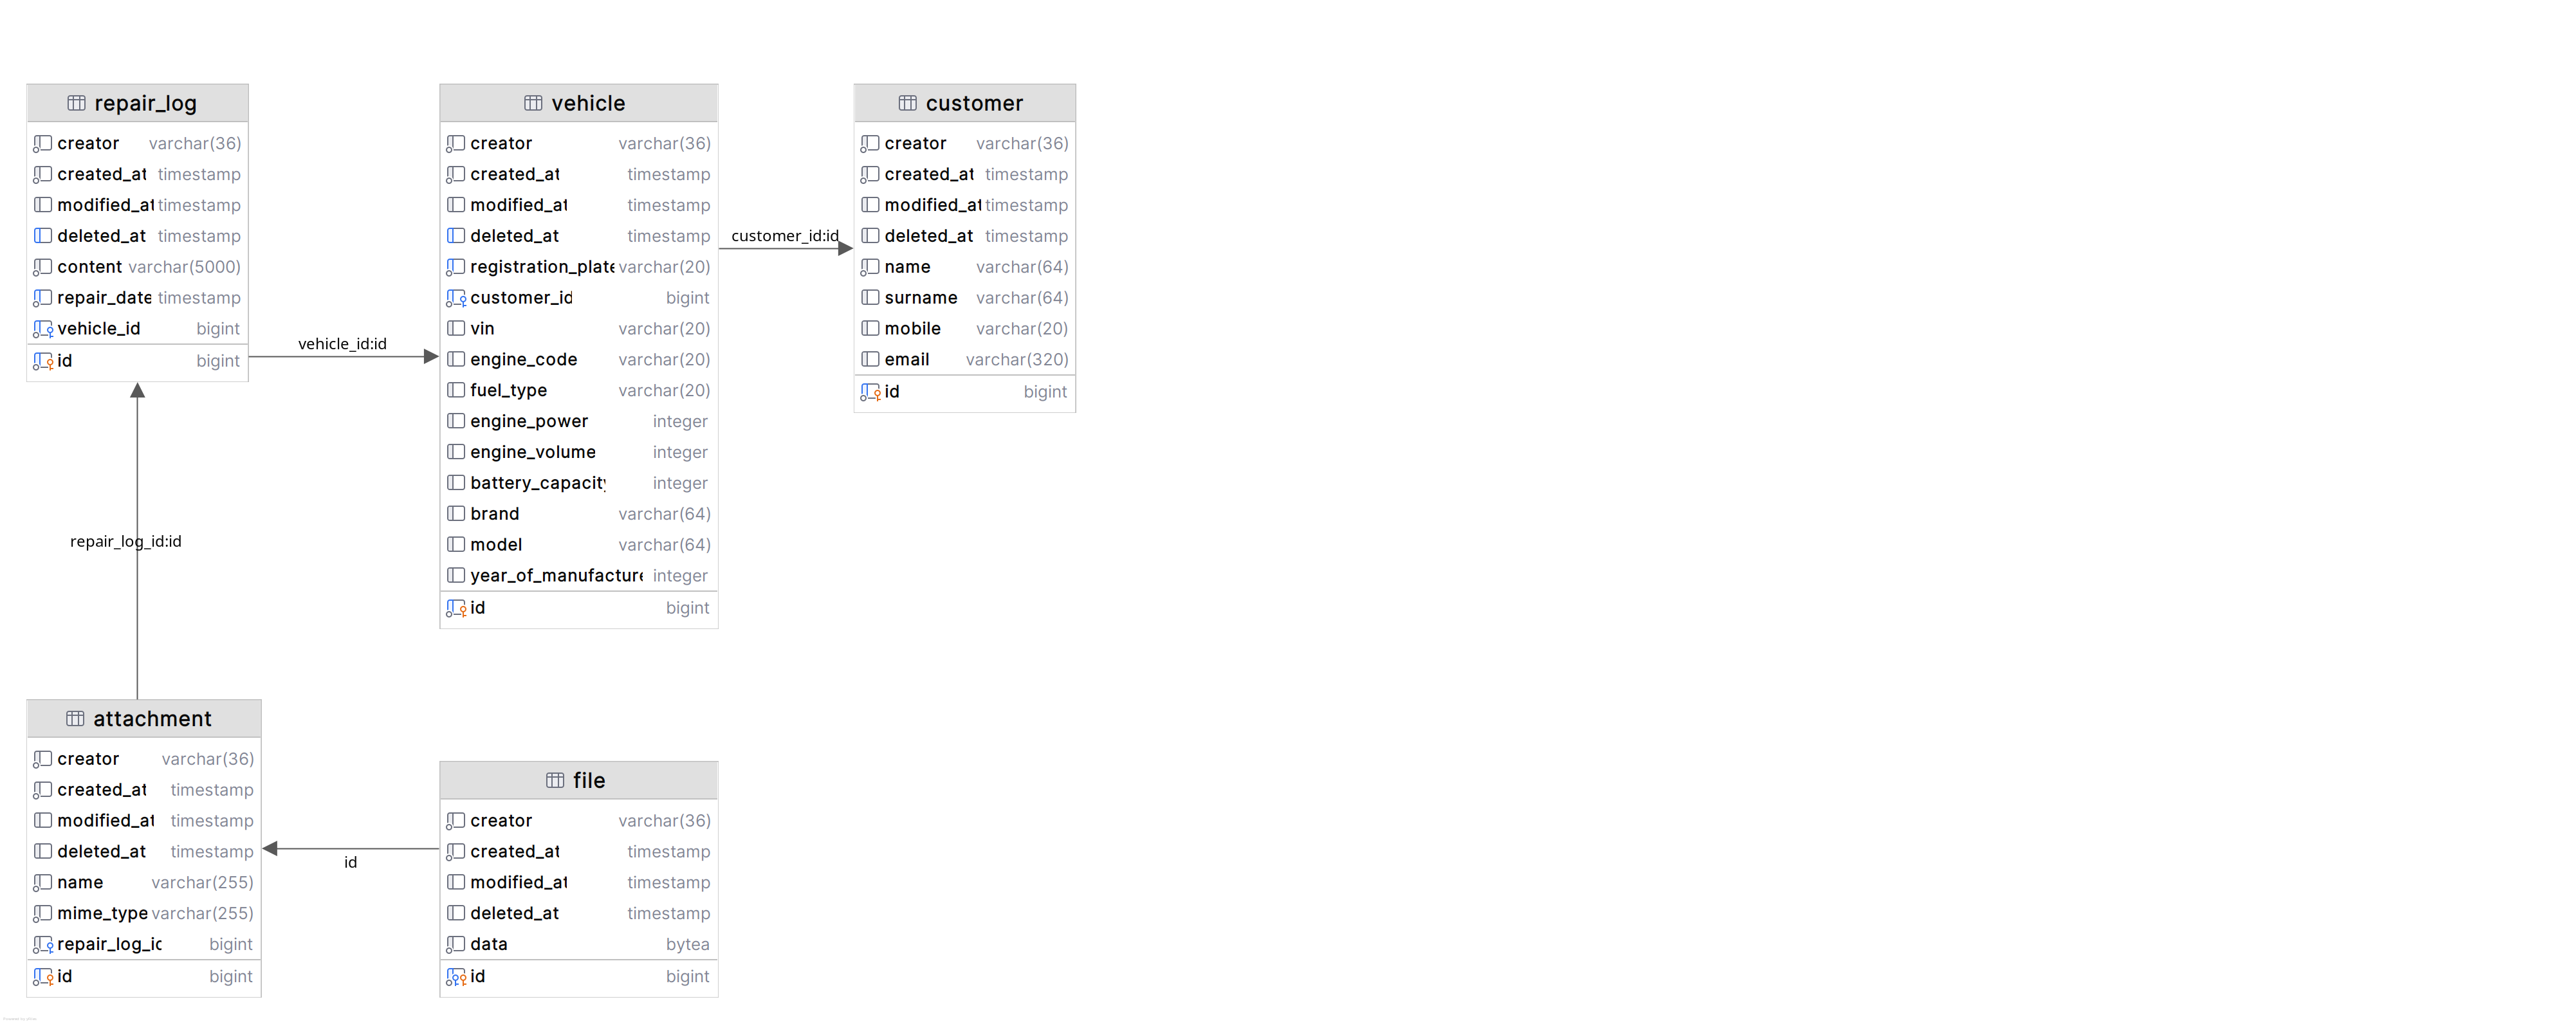 repair_log
creator varchar(36)
created_at timestamp
modified_at timestamp
deleted_at timestamp
content varchar(5000)
repair_date timestamp
vehicle_id bigint
id bigint
vehicle_id:id
vehicle
creator varchar(36)
created_at timestamp
modified_at timestamp
deleted_at timestamp
registration_plate varchar(20)
customer_id bigint
vin varchar(20)
engine_code varchar(20)
fuel_type varchar(20)
engine_power integer
engine_volume integer
battery_capacity integer
brand varchar(64)
model varchar(64)
year_of_manufacture integer
id bigint
customer_id:id
customer
creator varchar(36)
created_at timestamp
modified_at timestamp
deleted_at timestamp
name varchar(64)
surname varchar(64)
mobile varchar(20)
email varchar(320)
id bigint
repair_log_id:id
attachment
creator varchar(36)
created_at timestamp
modified_at timestamp
deleted_at timestamp
name varchar(255)
mime_type varchar(255)
repair_log_id bigint
id bigint
id
file
creator varchar(36)
created_at timestamp
modified_at timestamp
deleted_at timestamp
data bytea
id bigint